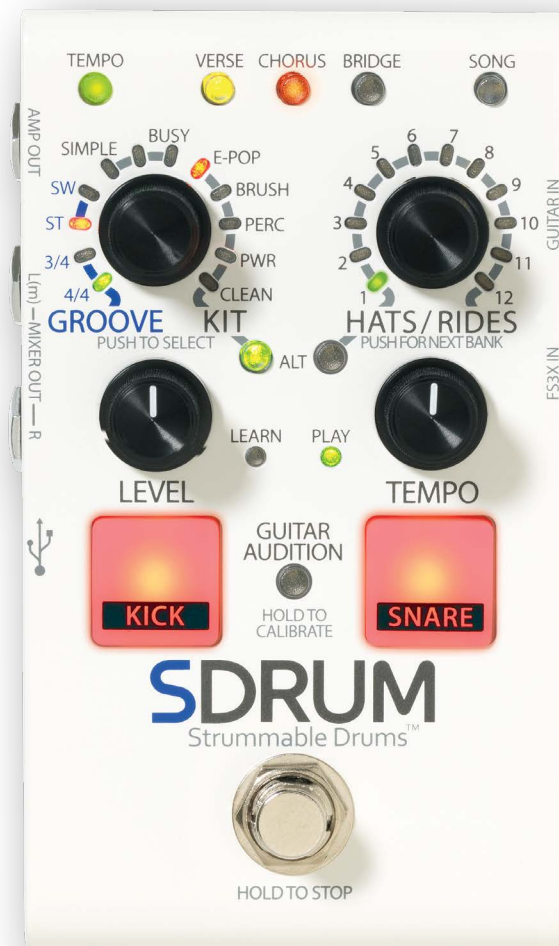 TEMPO
VERSE
CHORUS
BRIDGE
SONG
AMP OUT
L(m) — MIXER OUT — R
GUITAR IN
FS3X IN
SIMPLE
BUSY
SW
ST
3/4
4/4
E-POP
BRUSH
PERC
PWR
CLEAN
GROOVE
KIT
PUSH TO SELECT
1
2
3
4
5
6
7
8
9
10
11
12
HATS / RIDES
PUSH FOR NEXT BANK
ALT
LEARN
PLAY
LEVEL
TEMPO
KICK
GUITAR
AUDITION
HOLD TO
CALIBRATE
SNARE
SDRUM
Strummable Drums™
HOLD TO STOP